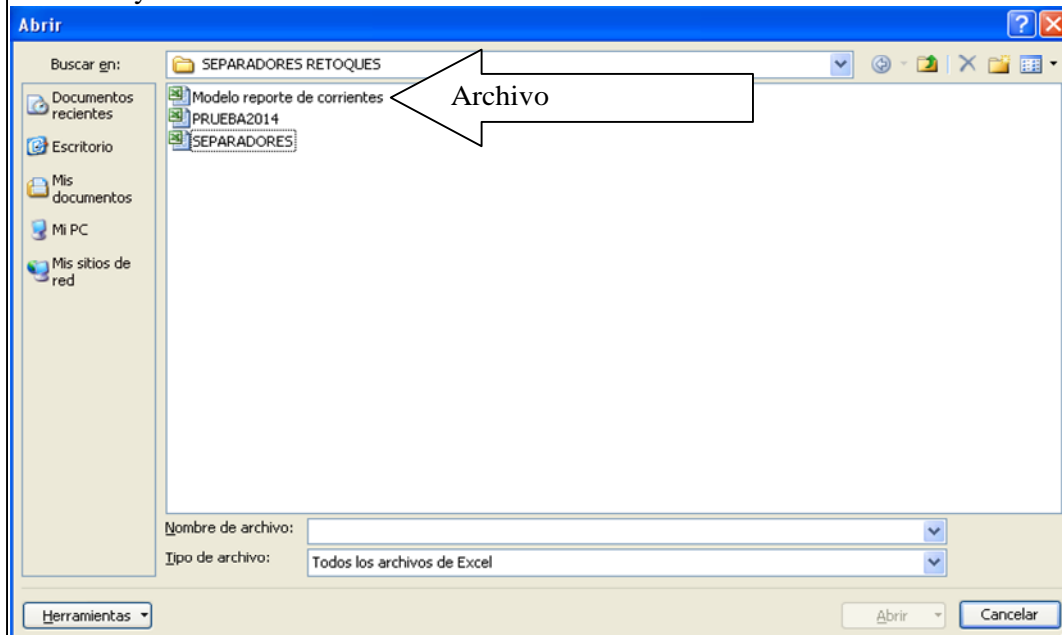 Abrir
Buscar en:
SEPARADORES RETOQUES
Documentos recientes
Escritorio
Mis documentos
Mi PC
Mis sitios de red
Modelo reporte de corrientes
PRUEBA2014
SEPARADORES
Archivo
Nombre de archivo:
Tipo de archivo:
Todos los archivos de Excel
Herramientas
Abrir
Cancelar